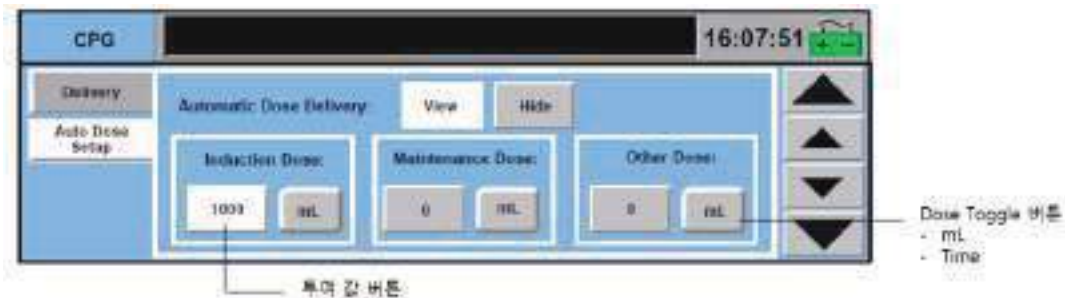 CPG
16:07:51
Delivery
Automatic Dose Delivery:
View
Hide
Auto Dose
Setup
Induction Dose:
Maintenance Dose:
Other Dose:
1000
mL
0
mL
0
mL
Dose Toggle 버튼
- mL
- Time
투여 값 버튼